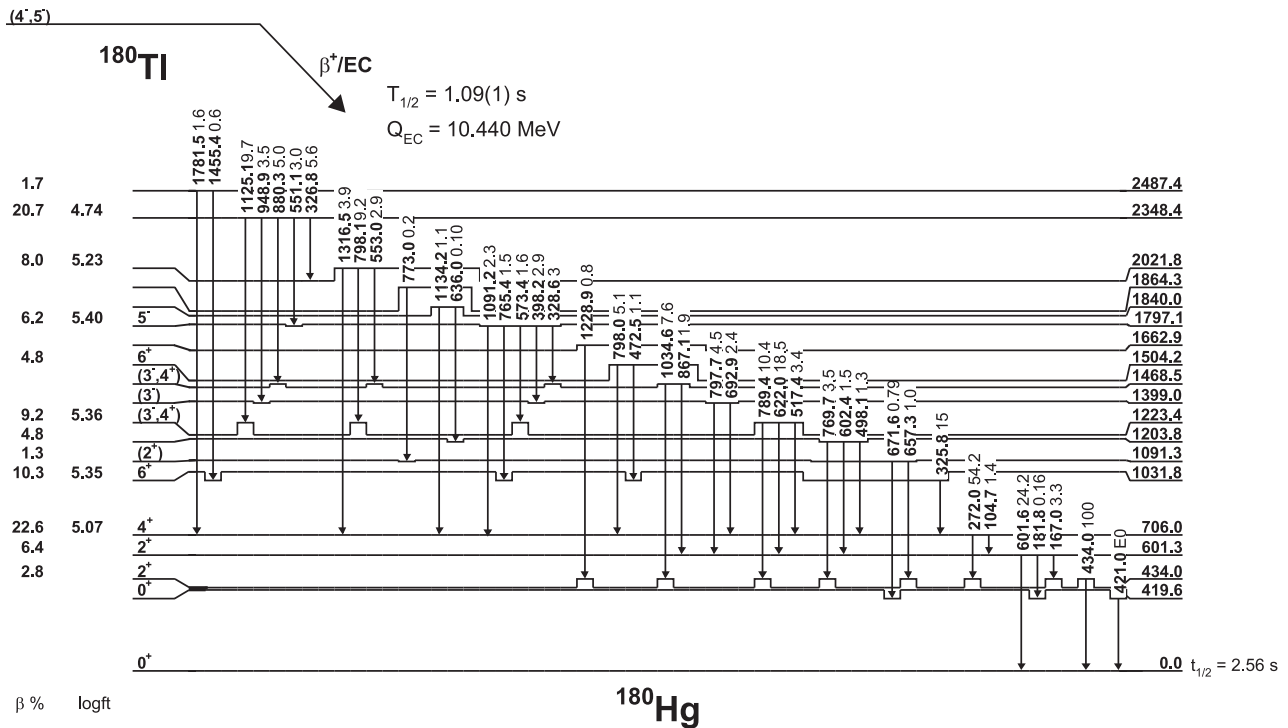 (4⁻,5⁻)
¹⁸⁰Tl
β⁺/EC
T₁/₂ = 1.09(1) s
Q_EC = 10.440 MeV
1781.5 1.6
1455.4 0.6
1125.1 9.7
948.9 3.5
880.3 5.0
551.1 3.0
326.8 5.6
1316.5 3.9
798.1 9.2
553.0 2.9
773.0 0.2
1134.2 1.1
636.0 0.10
1091.2 2.3
765.4 1.5
573.4 1.6
398.2 2.9
328.6 3
1228.9 0.8
798.0 5.1
472.5 1.1
1034.6 7.6
867.1 1.9
797.7 4.5
692.9 2.4
789.4 10.4
622.0 18.5
517.4 3.4
769.7 3.5
602.4 1.5
498.1 1.3
671.6 0.79
657.3 1.0
325.8 15
272.0 54.2
104.7 1.4
601.6 24.2
181.8 0.16
167.0 3.3
434.0 100
421.0 E0
1.7 2487.4
20.7 4.74 2348.4
8.0 5.23 2021.8
1864.3
1840.0
6.2 5.40 5⁻ 1797.1
1662.9
4.8 6⁺ 1504.2
(3⁻,4⁺) 1468.5
(3⁻) 1399.0
9.2 5.36 (3⁻,4⁺) 1223.4
4.8 1203.8
1.3 (2⁺) 1091.3
10.3 5.35 6⁺ 1031.8
22.6 5.07 4⁺ 706.0
6.4 2⁺ 601.3
2.8 2⁺ 434.0
0⁺ 419.6
0⁺ 0.0 t₁/₂ = 2.56 s
β % logft
¹⁸⁰Hg